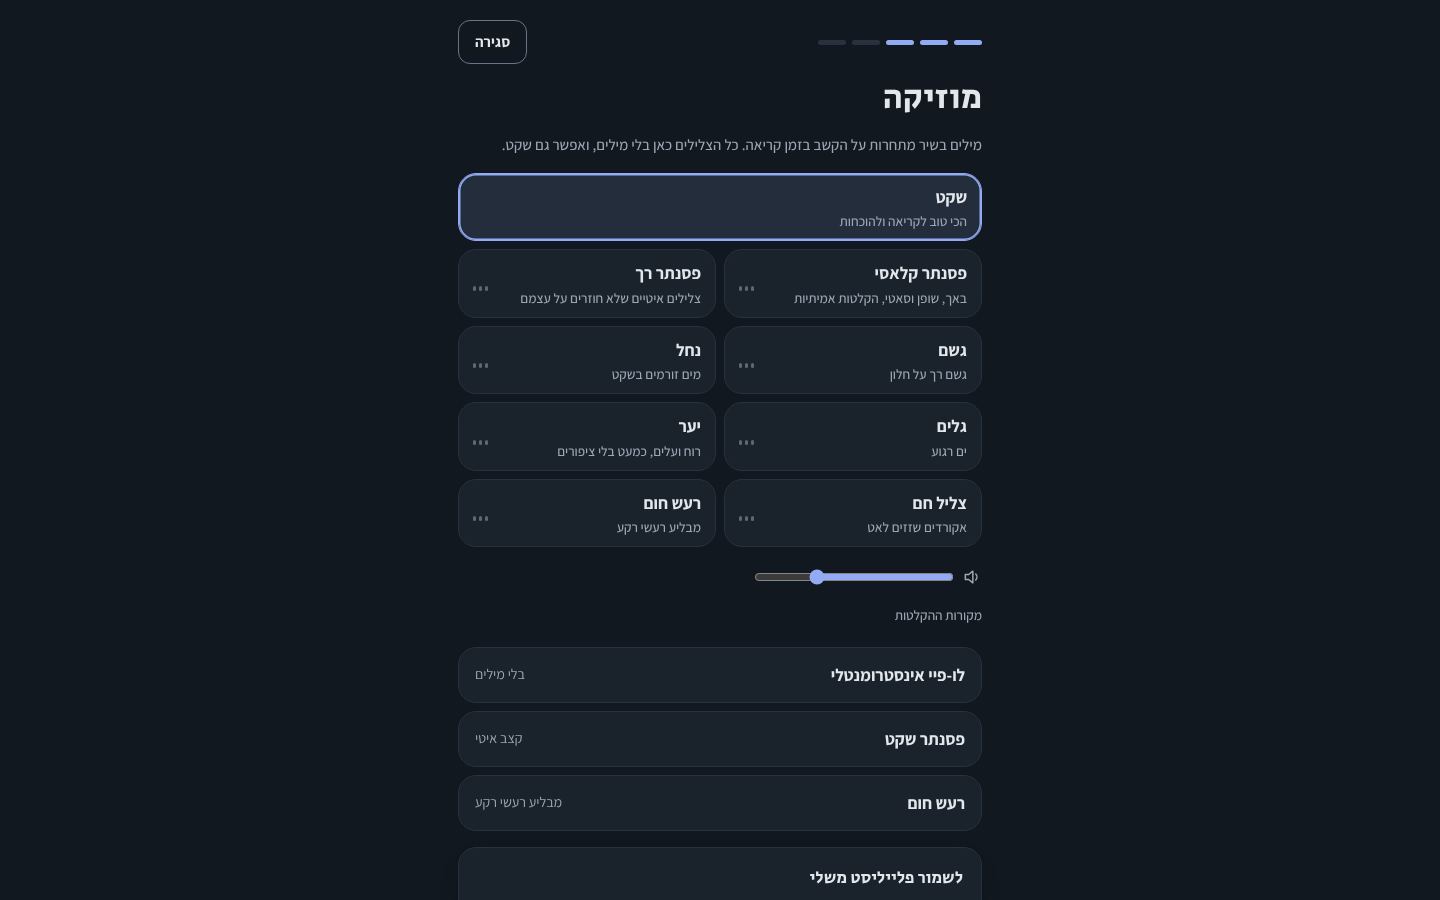 סגירה
מוזיקה
מילים בשיר מתחרות על הקשב בזמן קריאה. כל הצלילים כאן בלי מילים, ואפשר גם שקט.
שקט
הכי טוב לקריאה ולהוכחות
פסנתר קלאסי
באך, שופן וסאטי, הקלטות אמיתיות
פסנתר רך
צלילים איטיים שלא חוזרים על עצמם
גשם
גשם רך על חלון
נחל
מים זורמים בשקט
גלים
ים רגוע
יער
רוח ועלים, כמעט בלי ציפורים
צליל חם
אקורדים שזזים לאט
רעש חום
מבליע רעשי רקע
מקורות ההקלטות
לו-פיי אינסטרומנטלי
בלי מילים
פסנתר שקט
קצב איטי
רעש חום
מבליע רעשי רקע
לשמור פלייליסט משלי